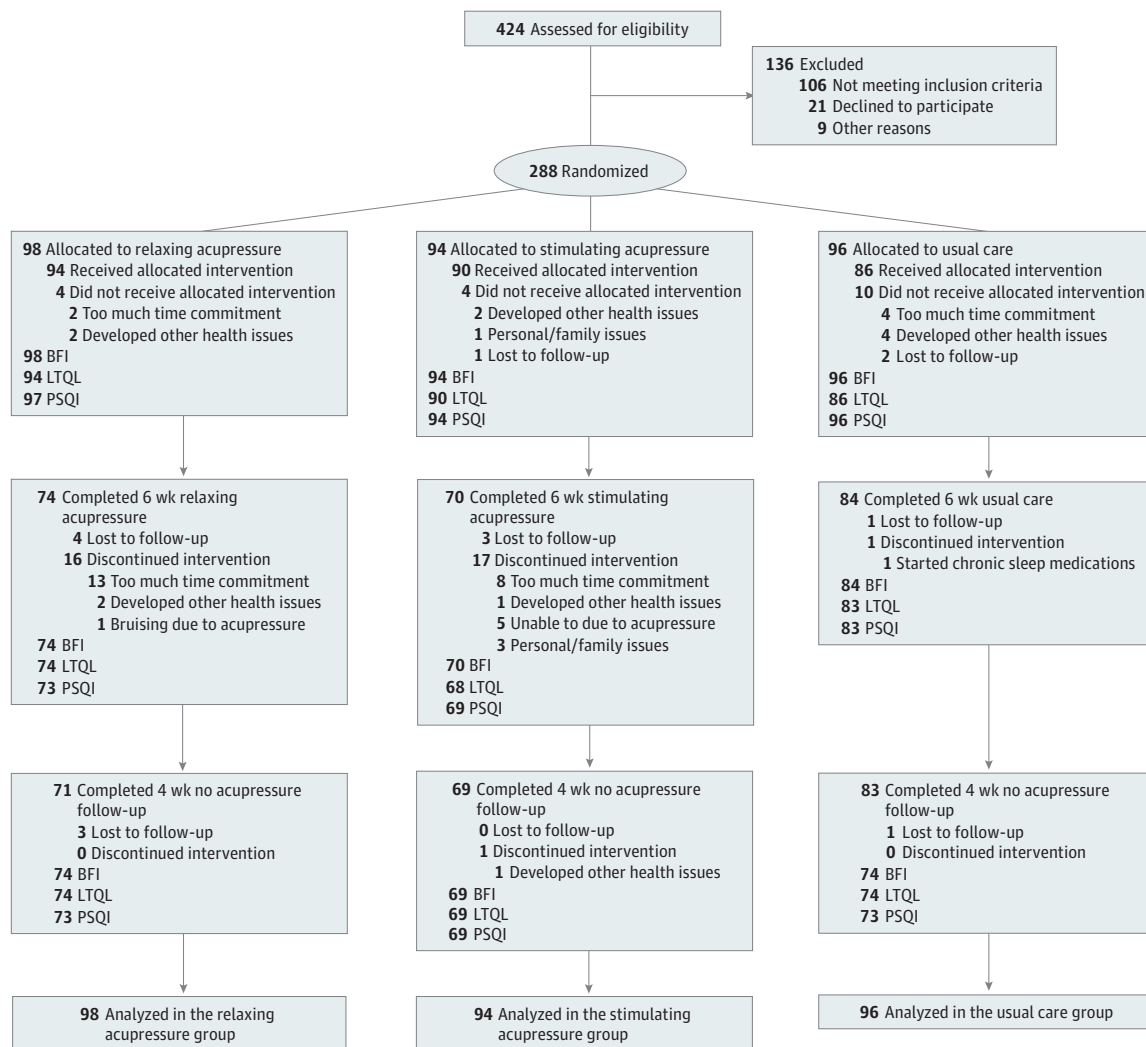 424 Assessed for eligibility
136 Excluded
106 Not meeting inclusion criteria
21 Declined to participate
9 Other reasons
288 Randomized
98 Allocated to relaxing acupressure
94 Received allocated intervention
4 Did not receive allocated intervention
2 Too much time commitment
2 Developed other health issues
98 BFI
94 LTQL
97 PSQI
94 Allocated to stimulating acupressure
90 Received allocated intervention
4 Did not receive allocated intervention
2 Developed other health issues
1 Personal/family issues
1 Lost to follow-up
94 BFI
90 LTQL
94 PSQI
96 Allocated to usual care
86 Received allocated intervention
10 Did not receive allocated intervention
4 Too much time commitment
4 Developed other health issues
2 Lost to follow-up
96 BFI
86 LTQL
96 PSQI
74 Completed 6 wk relaxing
acupressure
4 Lost to follow-up
16 Discontinued intervention
13 Too much time commitment
2 Developed other health issues
1 Bruising due to acupressure
74 BFI
74 LTQL
73 PSQI
70 Completed 6 wk stimulating
acupressure
3 Lost to follow-up
17 Discontinued intervention
8 Too much time commitment
1 Developed other health issues
5 Unable to due to acupressure
3 Personal/family issues
70 BFI
68 LTQL
69 PSQI
84 Completed 6 wk usual care
1 Lost to follow-up
1 Discontinued intervention
1 Started chronic sleep medications
84 BFI
83 LTQL
83 PSQI
71 Completed 4 wk no acupressure
follow-up
3 Lost to follow-up
0 Discontinued intervention
74 BFI
74 LTQL
73 PSQI
69 Completed 4 wk no acupressure
follow-up
0 Lost to follow-up
1 Discontinued intervention
1 Developed other health issues
69 BFI
69 LTQL
69 PSQI
83 Completed 4 wk no acupressure
follow-up
1 Lost to follow-up
0 Discontinued intervention
74 BFI
74 LTQL
73 PSQI
98 Analyzed in the relaxing
acupressure group
94 Analyzed in the stimulating
acupressure group
96 Analyzed in the usual care group